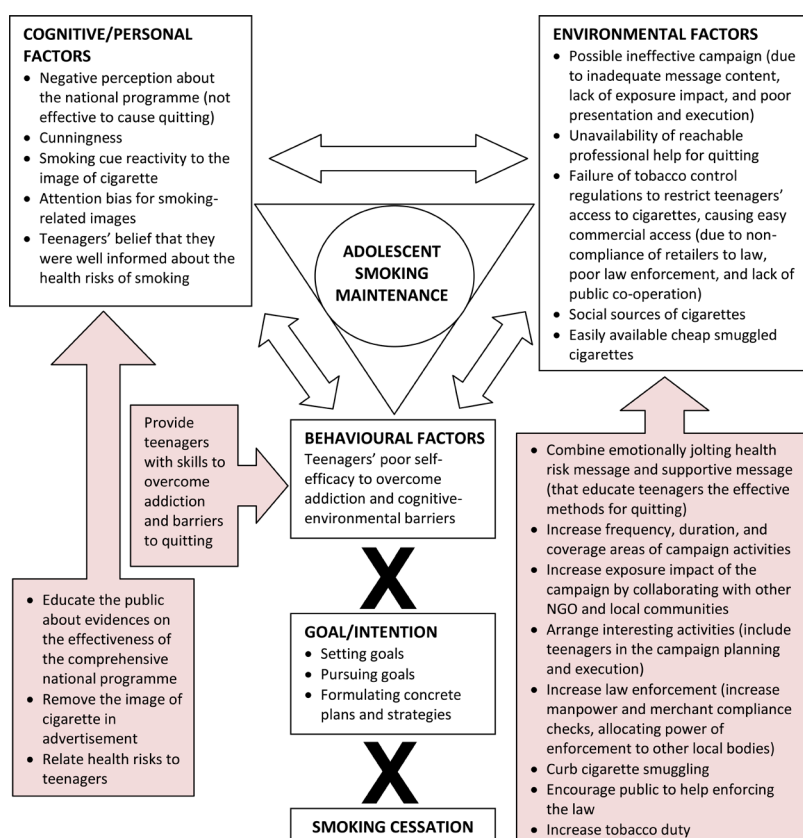 COGNITIVE/PERSONAL
FACTORS
• Negative perception about
the national programme (not
effective to cause quitting)
• Cunningness
• Smoking cue reactivity to the
image of cigarette
• Attention bias for smoking-
related images
• Teenagers’ belief that they
were well informed about the
health risks of smoking
ENVIRONMENTAL FACTORS
• Possible ineffective campaign (due
to inadequate message content,
lack of exposure impact, and poor
presentation and execution)
• Unavailability of reachable
professional help for quitting
• Failure of tobacco control
regulations to restrict teenagers’
access to cigarettes, causing easy
commercial access (due to non-
compliance of retailers to law,
poor law enforcement, and lack of
public co-operation)
• Social sources of cigarettes
• Easily available cheap smuggled
cigarettes
ADOLESCENT
SMOKING
MAINTENANCE
Provide
teenagers
with skills to
overcome
addiction
and barriers
to quitting
BEHAVIOURAL FACTORS
Teenagers’ poor self-
efficacy to overcome
addiction and cognitive-
environmental barriers
• Educate the public
about evidences on
the effectiveness of
the comprehensive
national programme
• Remove the image of
cigarette in
advertisement
• Relate health risks to
teenagers
X
GOAL/INTENTION
• Setting goals
• Pursuing goals
• Formulating concrete
plans and strategies
X
SMOKING CESSATION
• Combine emotionally jolting health
risk message and supportive message
(that educate teenagers the effective
methods for quitting)
• Increase frequency, duration, and
coverage areas of campaign activities
• Increase exposure impact of the
campaign by collaborating with other
NGO and local communities
• Arrange interesting activities (include
teenagers in the campaign planning
and execution)
• Increase law enforcement (increase
manpower and merchant compliance
checks, allocating power of
enforcement to other local bodies)
• Curb cigarette smuggling
• Encourage public to help enforcing
the law
• Increase tobacco duty